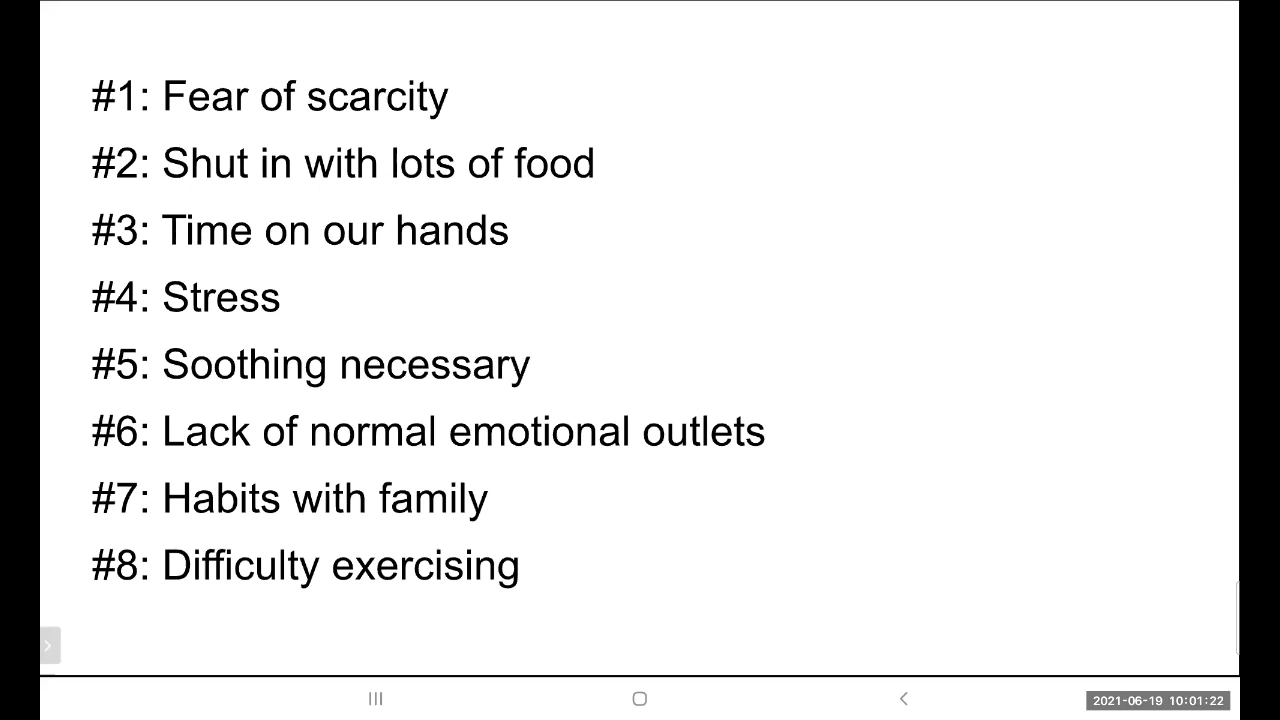 #1: Fear of scarcity
#2: Shut in with lots of food
#3: Time on our hands
#4: Stress
#5: Soothing necessary
#6: Lack of normal emotional outlets
#7: Habits with family
#8: Difficulty exercising
2021-06-19 10:01:22